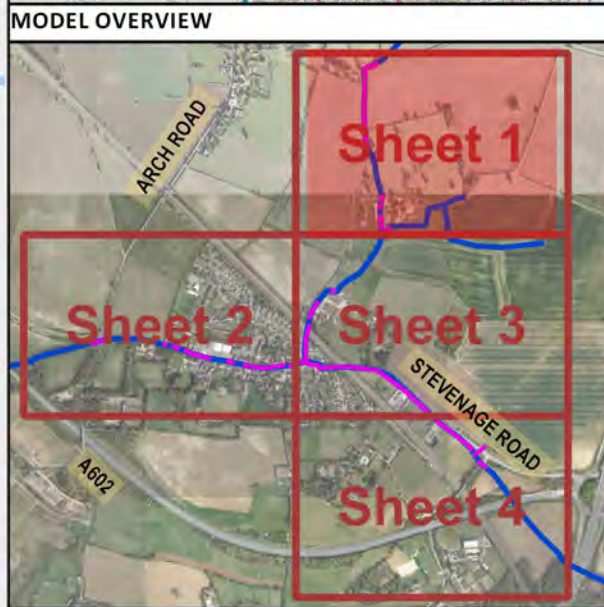 MODEL OVERVIEW
ARCH ROAD
Sheet 1
Sheet 2
Sheet 3
STEVENAGE ROAD
A602
Sheet 4